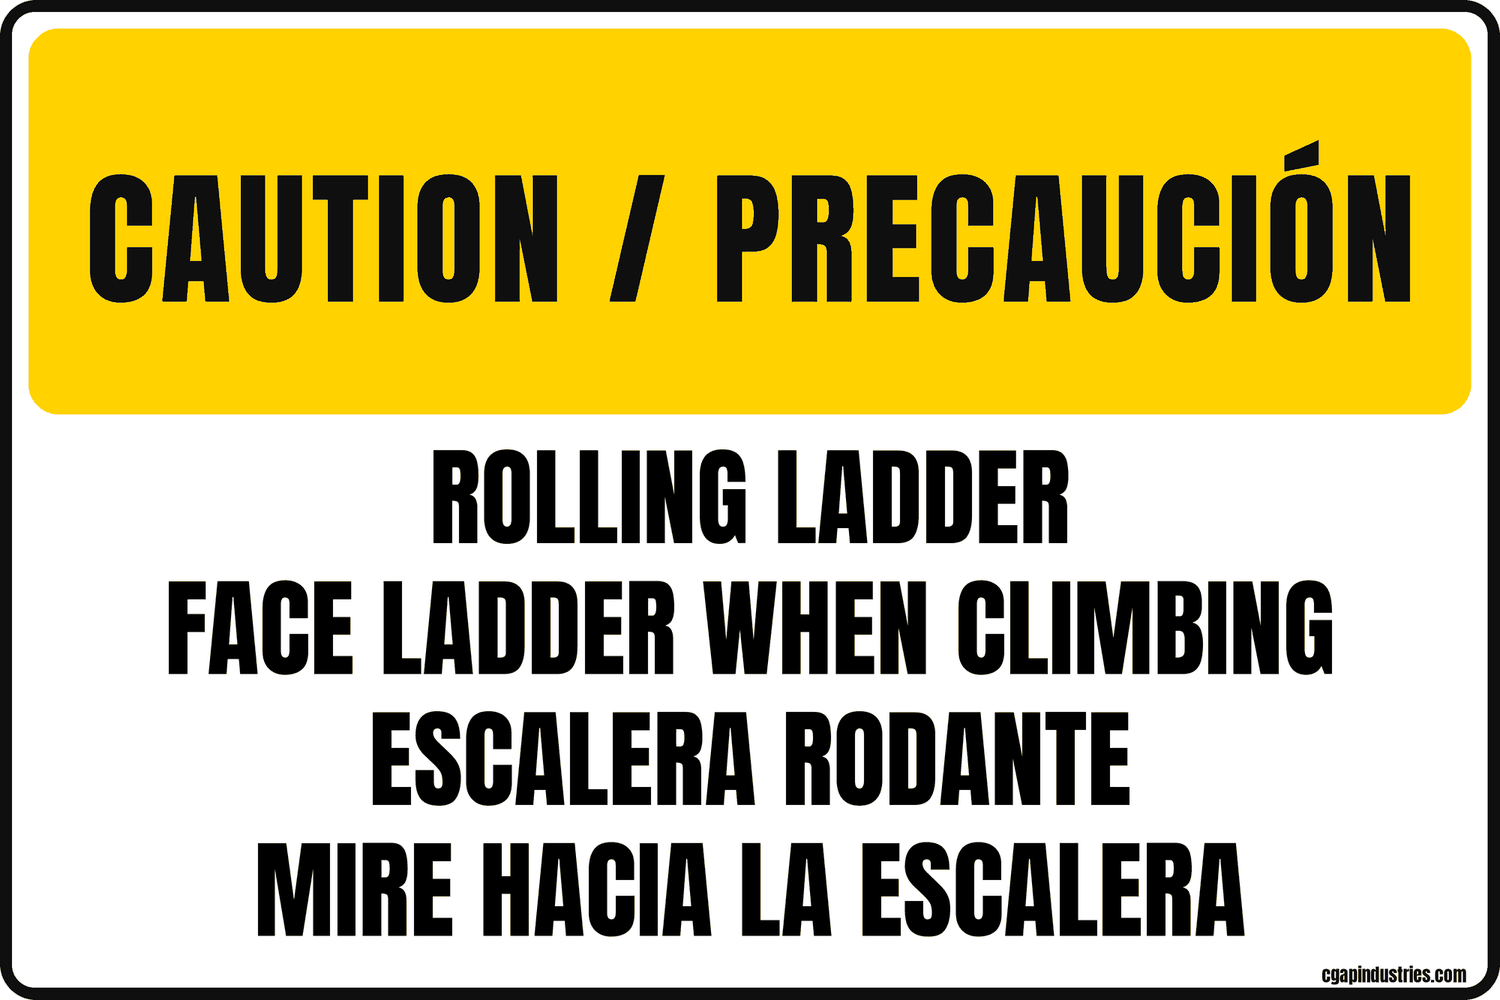 CAUTION / PRECAUCIÓN
ROLLING LADDER
FACE LADDER WHEN CLIMBING
ESCALERA RODANTE
MIRE HACIA LA ESCALERA
cgapindustries.com